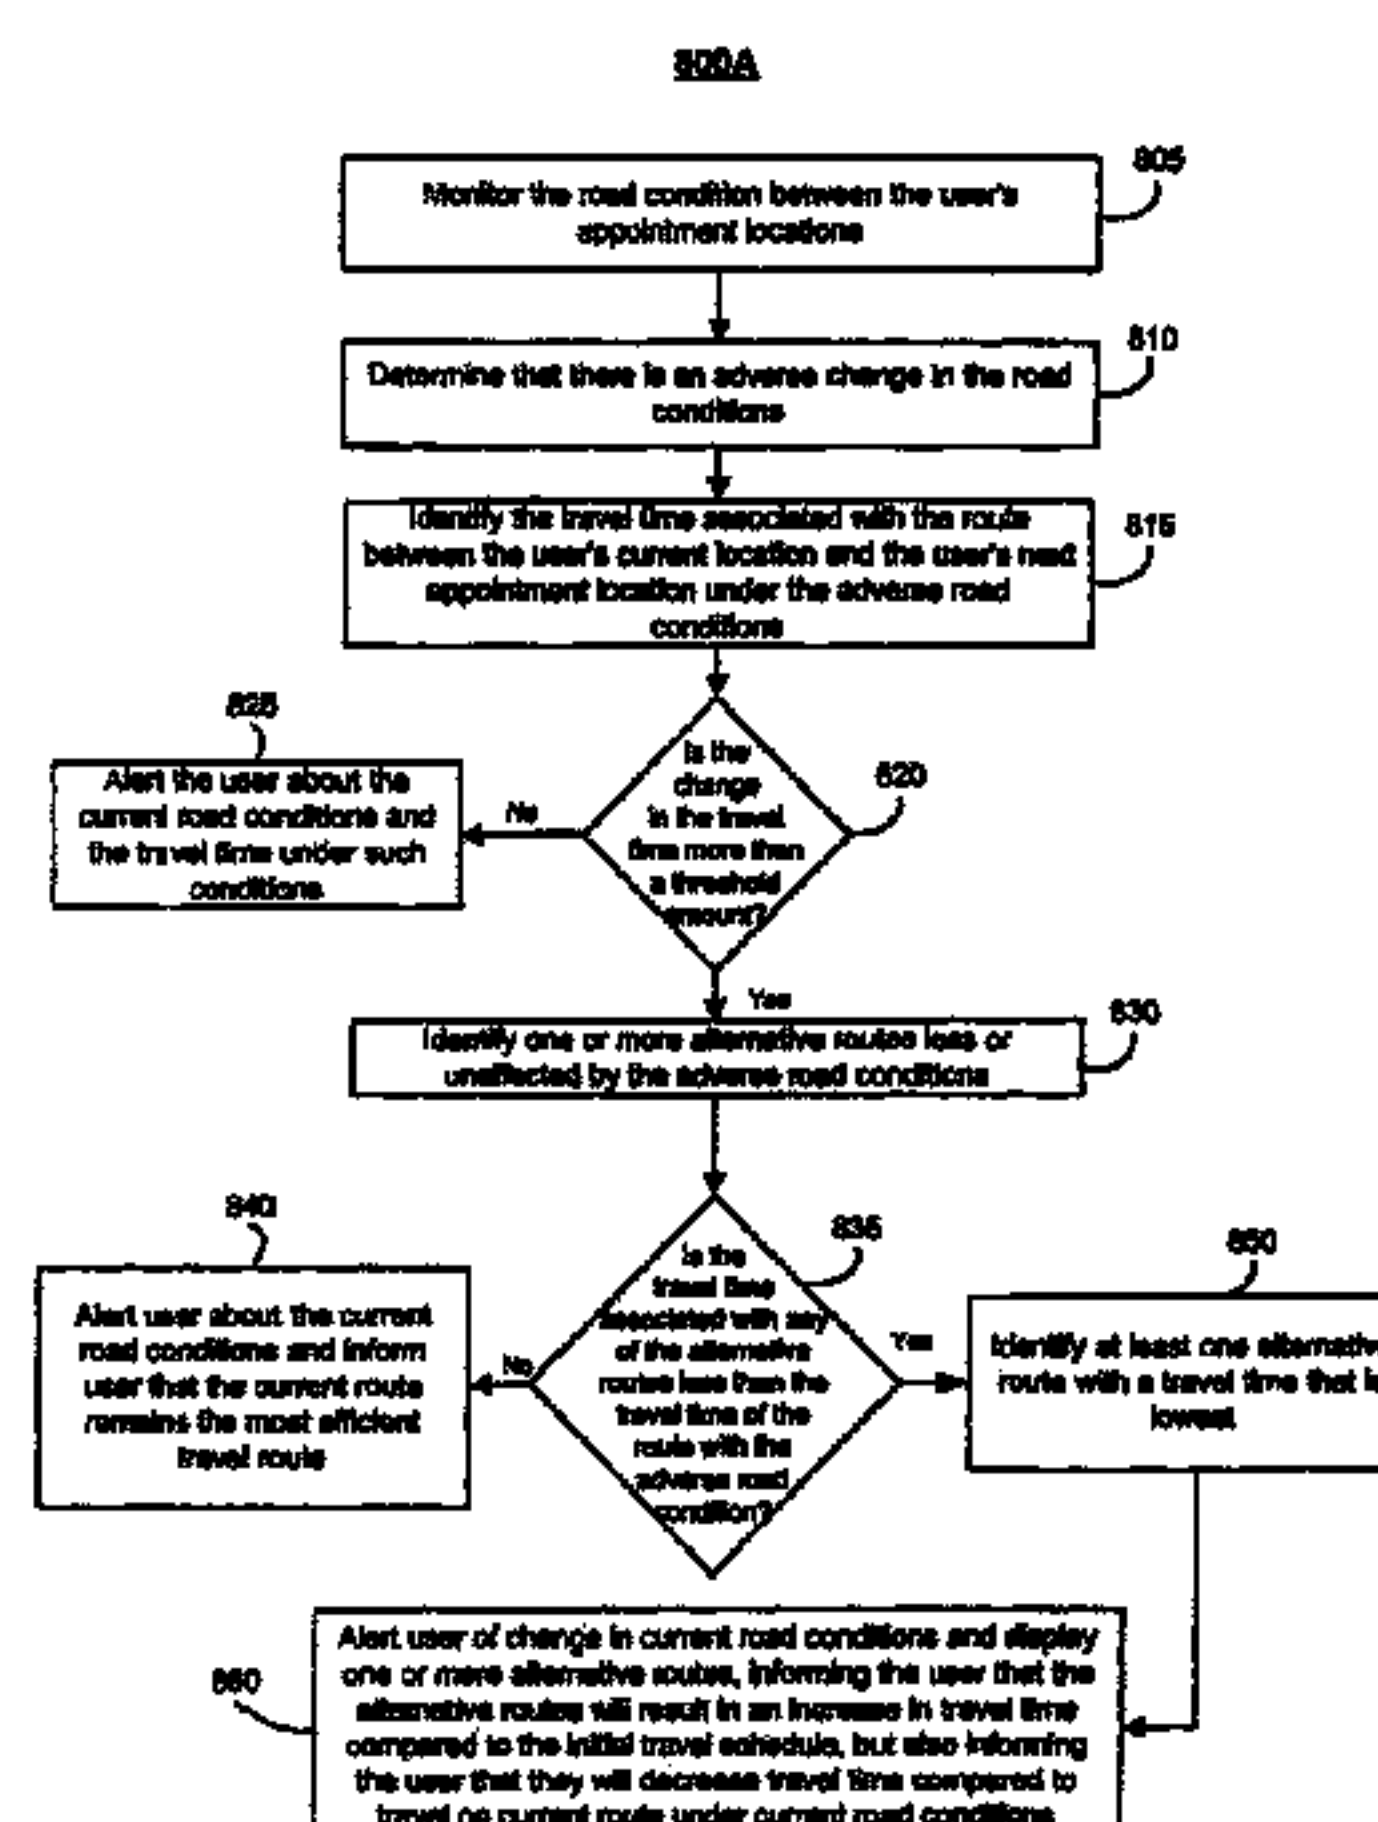 800A
805
Monitor the road condition between the user's
appointment locations
810
Determine that there is an adverse change in the road
conditions
815
Identify the travel time associated with the route
between the user's current location and the user's next
appointment location under the adverse road
conditions
825
Alert the user about the
current road conditions and
the travel time under such
conditions
No
Is the
change
in the travel
time more than
a threshold
amount?
820
Yes
830
Identify one or more alternative routes less or
unaffected by the adverse road conditions
840
Alert user about the current
road conditions and inform
user that the current route
remains the most efficient
travel route
No
835
Is the
travel time
associated with any
of the alternative
routes less than the
travel time of the
route with the
adverse road
condition?
Yes
850
Identify at least one alternative
route with a travel time that is
lowest
860
Alert user of change in current road conditions and display
one or more alternative routes, informing the user that the
alternative routes will result in an increase in travel time
compared to the initial travel schedule, but also informing
the user that they will decrease travel time compared to
travel on current route under current road conditions